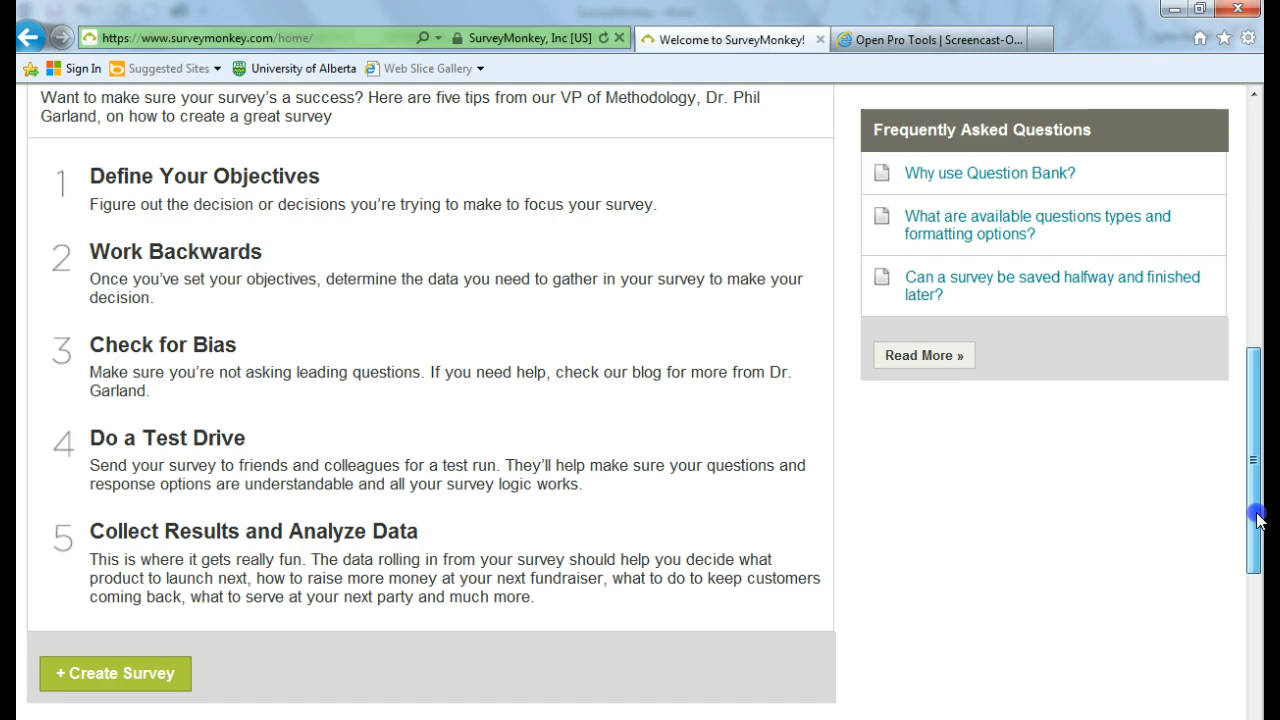 https://www.surveymonkey.com/home/
SurveyMonkey, Inc [US]
Welcome to SurveyMonkey!
Open Pro Tools | Screencast-O...
Sign In
Suggested Sites
University of Alberta
Web Slice Gallery
Want to make sure your survey's a success? Here are five tips from our VP of Methodology, Dr. Phil
Garland, on how to create a great survey
1
Define Your Objectives
Figure out the decision or decisions you're trying to make to focus your survey.
2
Work Backwards
Once you've set your objectives, determine the data you need to gather in your survey to make your
decision.
3
Check for Bias
Make sure you're not asking leading questions. If you need help, check our blog for more from Dr.
Garland.
4
Do a Test Drive
Send your survey to friends and colleagues for a test run. They'll help make sure your questions and
response options are understandable and all your survey logic works.
5
Collect Results and Analyze Data
This is where it gets really fun. The data rolling in from your survey should help you decide what
product to launch next, how to raise more money at your next fundraiser, what to do to keep customers
coming back, what to serve at your next party and much more.
+ Create Survey
Frequently Asked Questions
Why use Question Bank?
What are available questions types and
formatting options?
Can a survey be saved halfway and finished
later?
Read More »